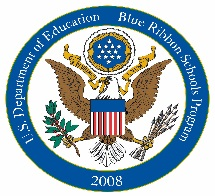 U.S. Department of Education
Blue Ribbon Schools Program
2008